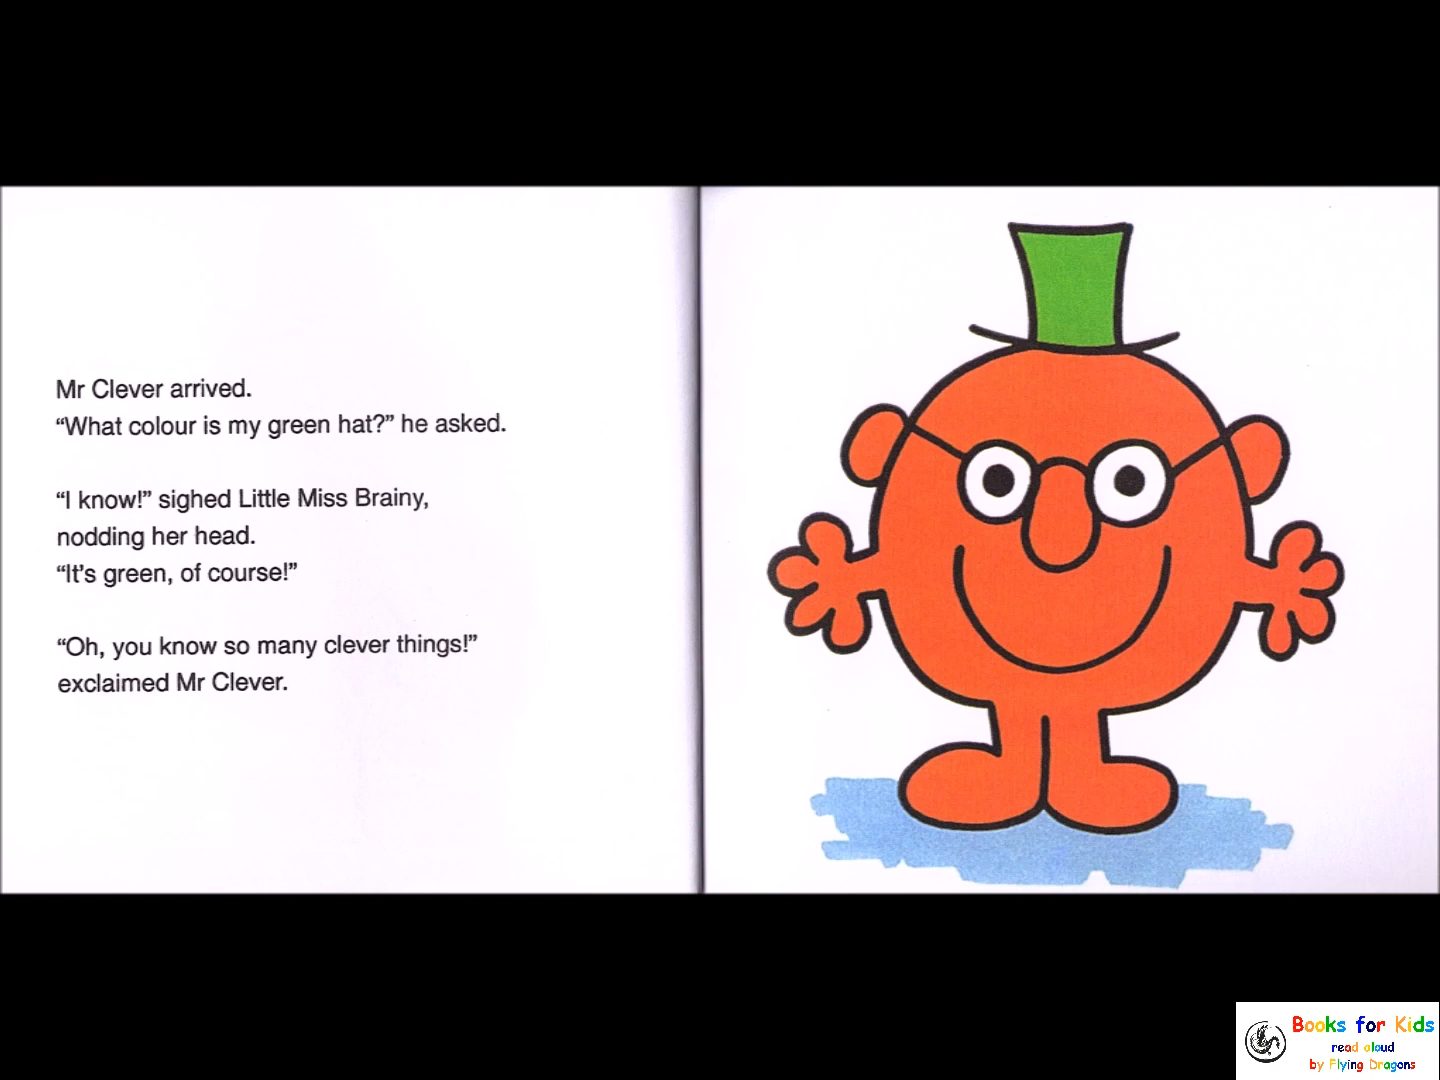 Mr Clever arrived.
“What colour is my green hat?” he asked.
“I know!” sighed Little Miss Brainy,
nodding her head.
“It's green, of course!”
“Oh, you know so many clever things!”
exclaimed Mr Clever.
Books for Kids
read aloud
by Flying Dragons